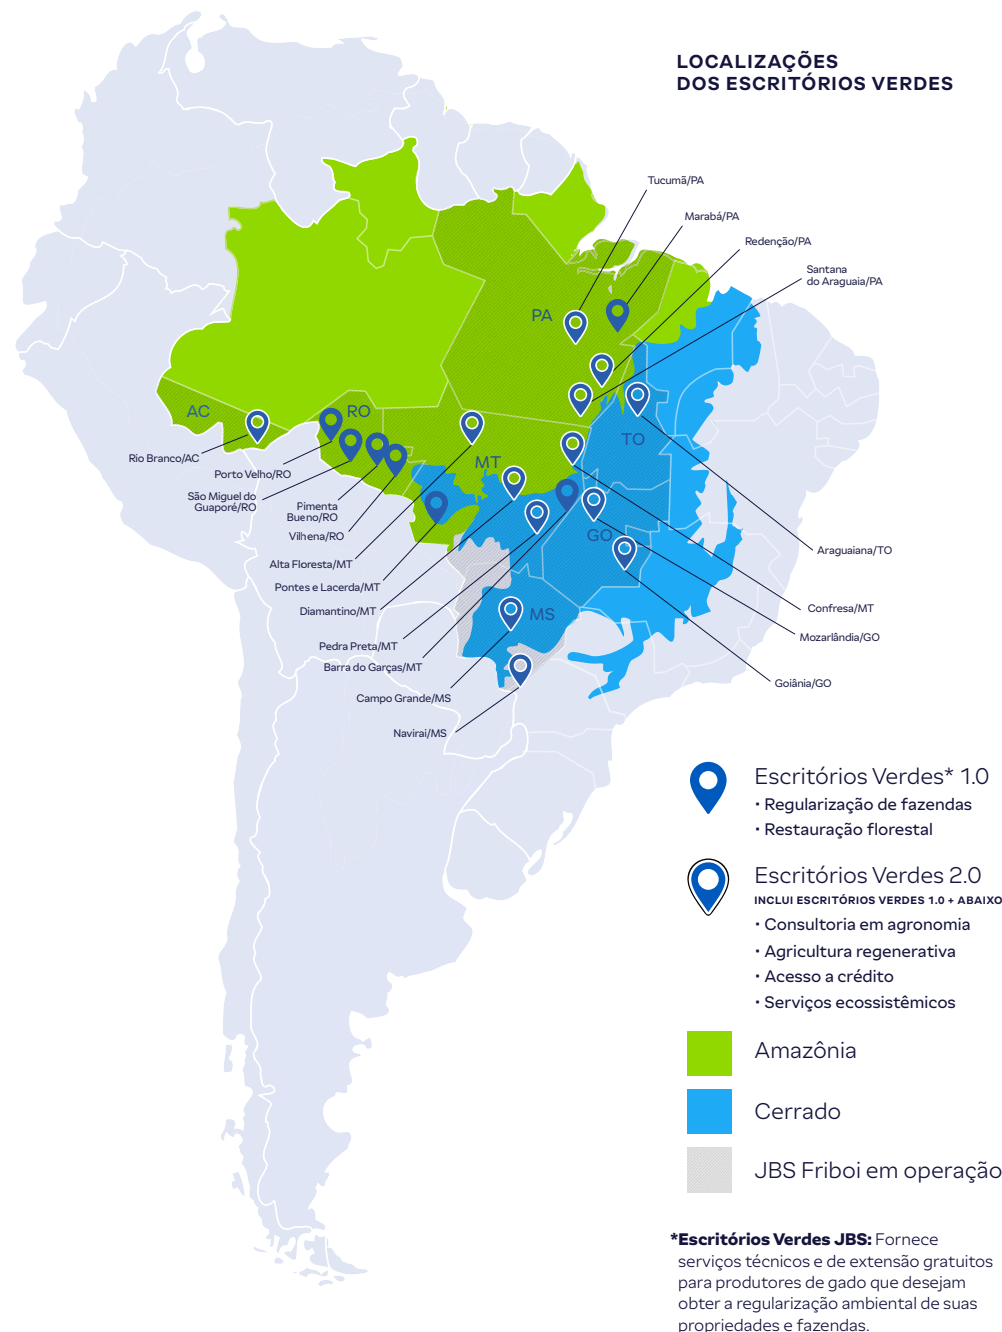 LOCALIZAÇÕES
DOS ESCRITÓRIOS VERDES
Tucumã/PA
Marabá/PA
Redenção/PA
Santana
do Araguaia/PA
PA
AC
RO
TO
MT
GO
MS
Rio Branco/AC
Porto Velho/RO
São Miguel do
Guaporé/RO
Pimenta
Bueno/RO
Vilhena/RO
Alta Floresta/MT
Pontes e Lacerda/MT
Diamantino/MT
Pedra Preta/MT
Barra do Garças/MT
Campo Grande/MS
Navirai/MS
Araguaiana/TO
Confresa/MT
Mozarlândia/GO
Goiânia/GO
Escritórios Verdes* 1.0
• Regularização de fazendas
• Restauração florestal
Escritórios Verdes 2.0
INCLUI ESCRITÓRIOS VERDES 1.0 + ABAIXO
• Consultoria em agronomia
• Agricultura regenerativa
• Acesso a crédito
• Serviços ecossistêmicos
Amazônia
Cerrado
JBS Friboi em operação
*Escritórios Verdes JBS: Fornece
serviços técnicos e de extensão gratuitos
para produtores de gado que desejam
obter a regularização ambiental de suas
propriedades e fazendas.